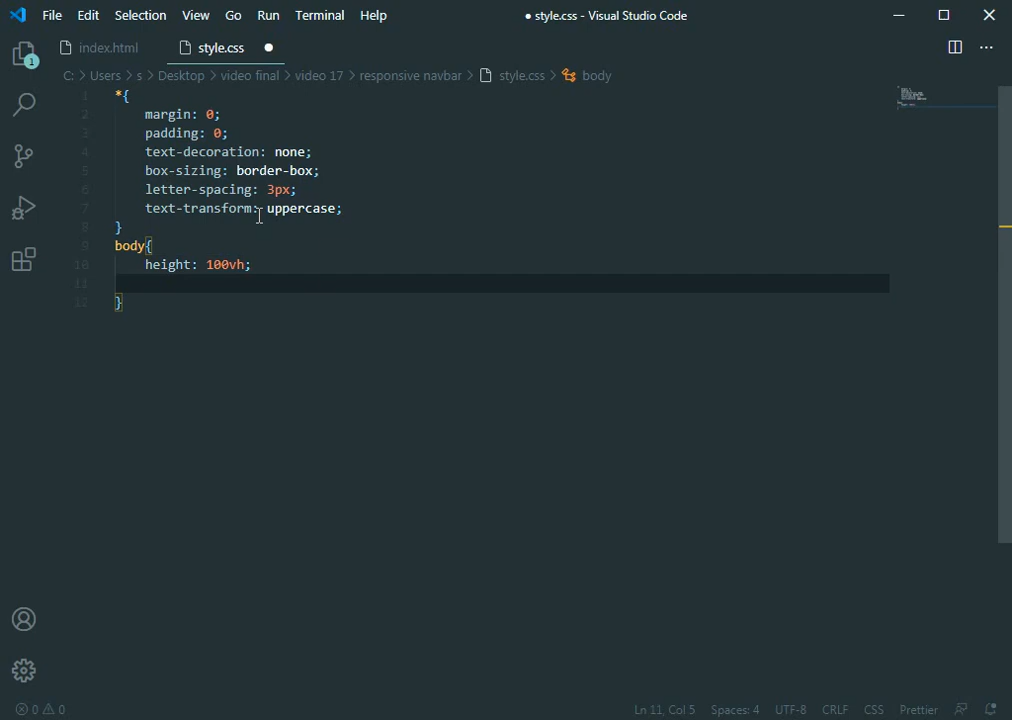 File Edit Selection View Go Run Terminal Help ● style.css - Visual Studio Code
index.html style.css
C: > Users > s > Desktop > video final > video 17 > responsive navbar > style.css > body
1 *{
2 margin: 0;
3 padding: 0;
4 text-decoration: none;
5 box-sizing: border-box;
6 letter-spacing: 3px;
7 text-transform: uppercase;
8 }
9 body{
10 height: 100vh;
11
12 }
1
0 0 Ln 11, Col 5 Spaces: 4 UTF-8 CRLF CSS Prettier